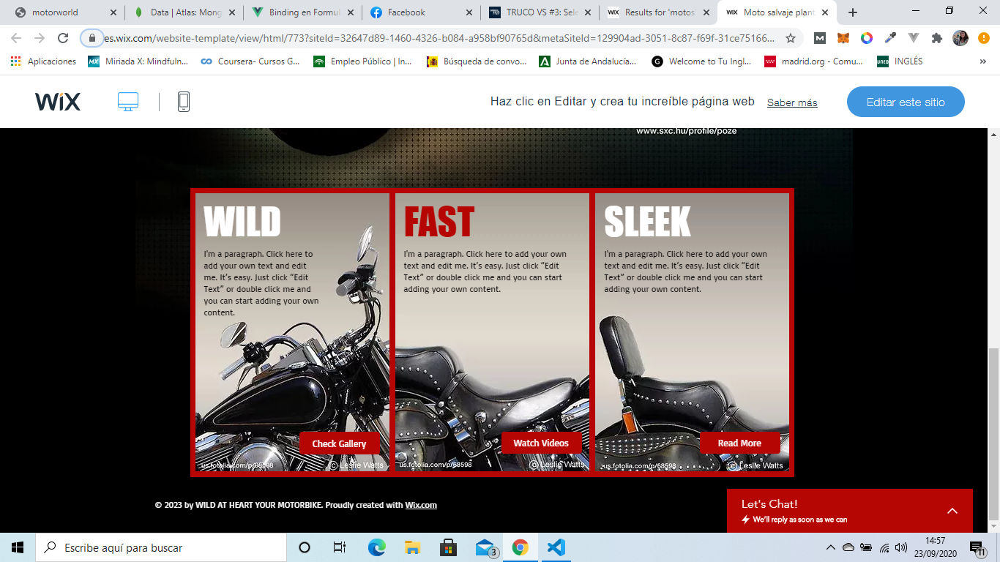 motorworld
Data | Atlas: Mong
Binding en Formul
Facebook
TRUCO VS #3: Sele
Results for 'motos'
Moto salvaje plant
es.wix.com/website-template/view/html/773?siteId=32647d89-1460-4326-b084-a958bf90765d&metaSiteId=129904ad-3051-8c87-f69f-31ce75166...
Aplicaciones
Miriada X: Mindfuln...
Coursera- Cursos G...
Empleo Público | In...
Búsqueda de convo...
Junta de Andalucía...
Welcome to Tu Ingl...
madrid.org - Comu...
INGLÉS
WiX
Haz clic en Editar y crea tu increíble página web
Saber más
Editar este sitio
www.sxc.hu/profile/poze
WILD
I'm a paragraph. Click here to
add your own text and edit
me. It's easy. Just click “Edit
Text” or double click me and
you can start adding your own
content.
Check Gallery
us.fotolia.com/p/68598
(c) Leslie Watts
FAST
I'm a paragraph. Click here to add your own
text and edit me. It's easy. Just click “Edit
Text” or double click me and you can start
adding your own content.
Watch Videos
us.fotolia.com/p/68598
(c) Leslie Watts
SLEEK
I'm a paragraph. Click here to add your own
text and edit me. It's easy. Just click “Edit
Text” or double click me and you can start
adding your own content.
Read More
us.fotolia.com/p/68598
(c) Leslie Watts
© 2023 by WILD AT HEART YOUR MOTORBIKE. Proudly created with Wix.com
Let's Chat!
We'll reply as soon as we can
Escribe aquí para buscar
3
14:57
23/09/2020
11